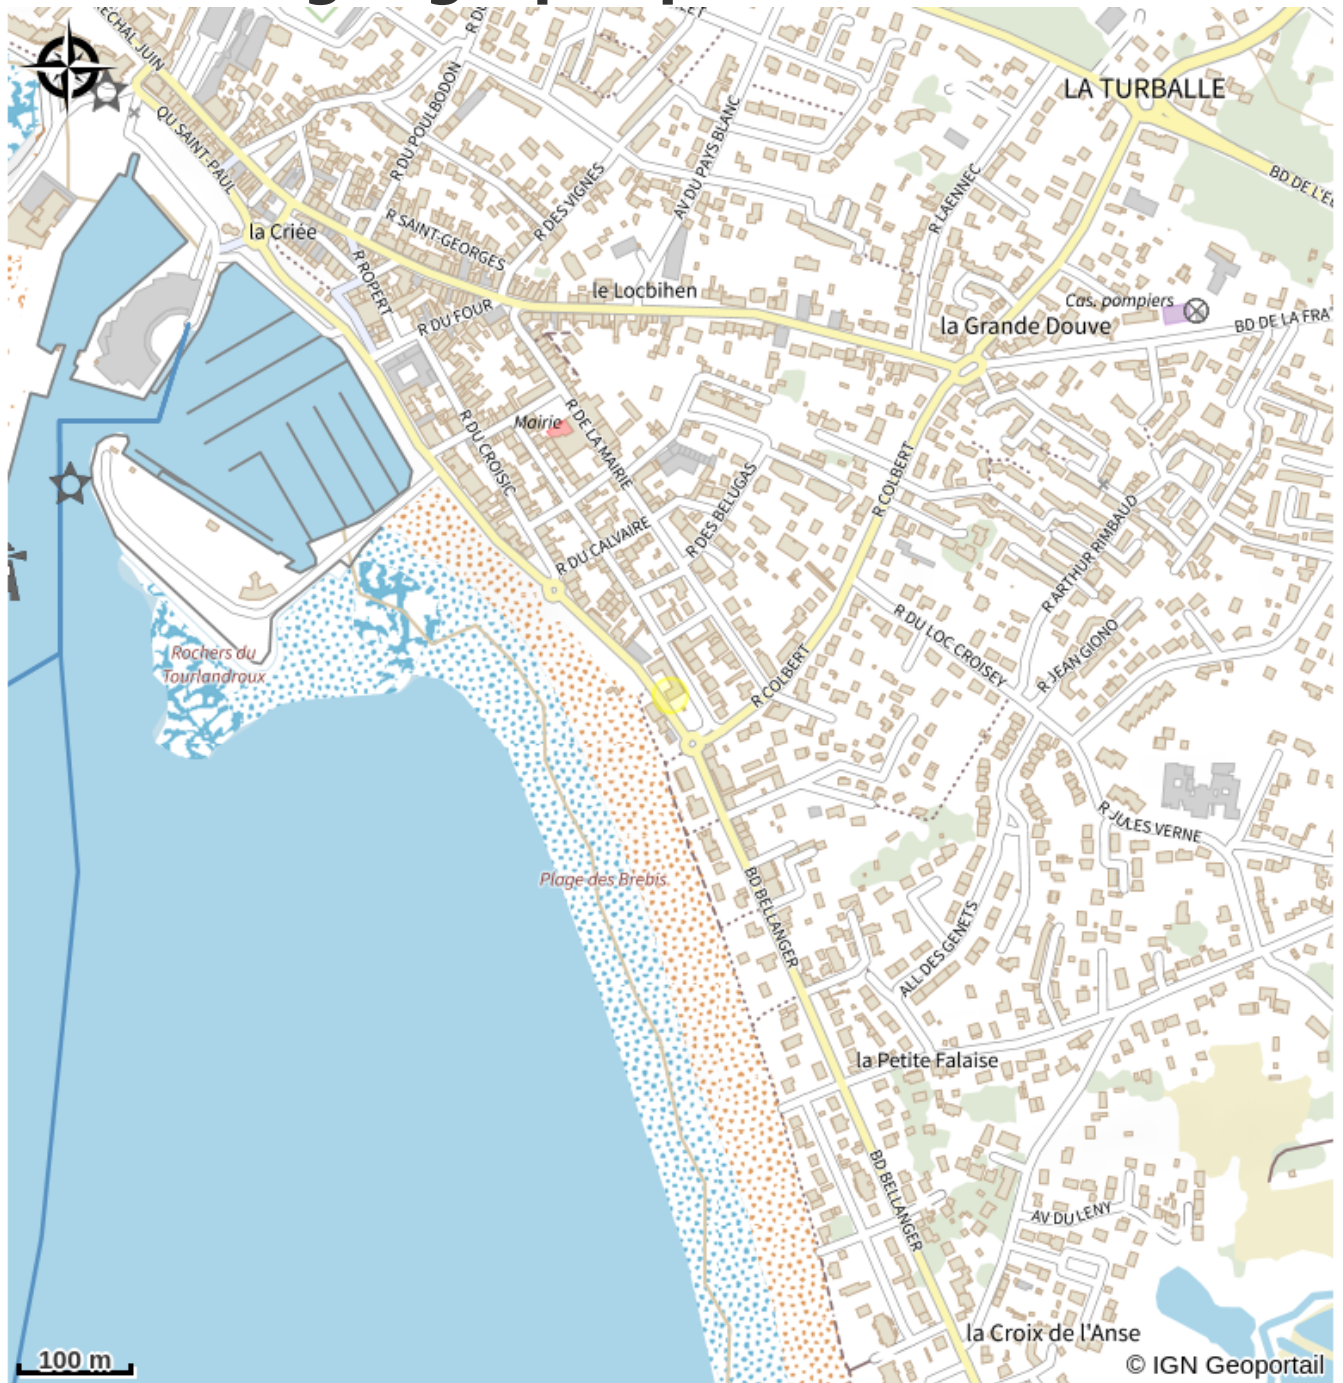 QU SAINT-PAUL
R DU POULBODON
AV DU PAYS BLANC
LA TURBALLE
R LAENNEC
R DES VIGNES
R SAINT-GEORGES
la Criée
R ROPERT
R DU FOUR
le Locbihen
Cas. pompiers
la Grande Douve
BD DE LA FRA
Mairie
R DE LA MAIRIE
R DU CROISIC
R DES BELUGAS
R COLBERT
R DU CALVAIRE
R ARTHUR RIMBAUD
R DU LOC CROISEY
R JEAN GIONO
Rochers du
Tourlandroux
R COLBERT
R JULES VERNE
Plage des Brebis
BD BELLANGER
ALL DES GENETS
la Petite Falaise
BD BELLANGER
AV DU LENY
la Croix de l'Anse
100 m
© IGN Geoportail